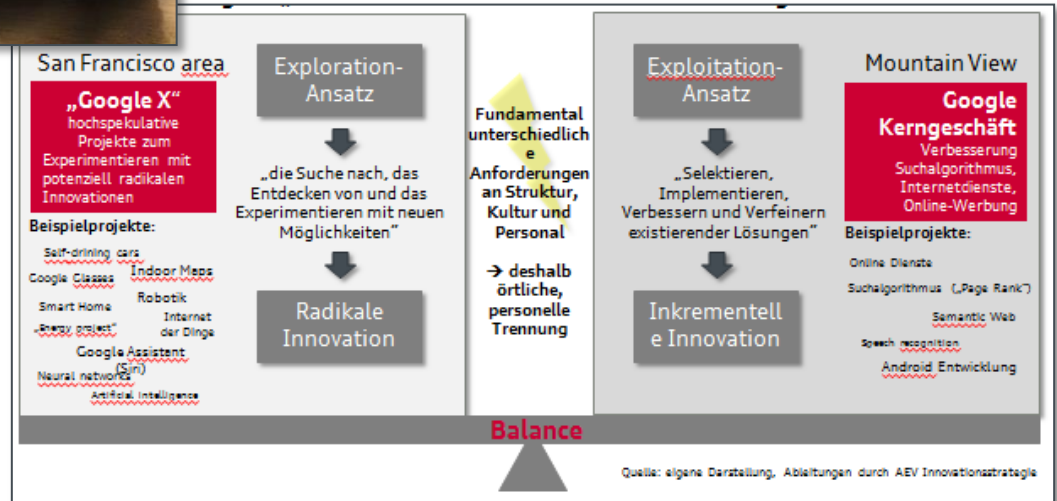 San Francisco area
„Google X“
hochspekulative
Projekte zum
Experimentieren mit
potenziell radikalen
Innovationen
Beispielprojekte:
Self-drining cars
Google Glasses
Indoor Maps
Smart Home
Robotik
„Energy project“
Internet
der Dinge
Google Assistant
(Siri)
Neural networks
Artificial intelligence
Exploration-
Ansatz
„die Suche nach, das
Entdecken von und das
Experimentieren mit neuen
Möglichkeiten“
Radikale
Innovation
Fundamental
unterschiedlich
e
Anforderungen
an Struktur,
Kultur und
Personal
→ deshalb
örtliche,
personelle
Trennung
Exploitation-
Ansatz
„Selektieren,
Implementieren,
Verbessern und Verfeinern
existierender Lösungen“
Inkrementell
e Innovation
Mountain View
Google
Kerngeschäft
Verbesserung
Suchalgorithmus,
Internetdienste,
Online-Werbung
Beispielprojekte:
Online Dienste
Suchalgorithmus („Page Rank“)
Semantic Web
Speech recognition
Android Entwicklung
Balance
Quelle: eigene Darstellung, Ableitungen durch AEV Innovationsstrategie